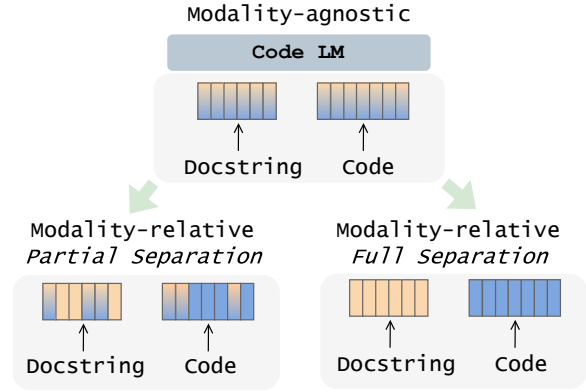 Modality-agnostic
Code LM
Docstring Code
Modality-relative
Partial Separation
Docstring Code
Modality-relative
Full Separation
Docstring Code